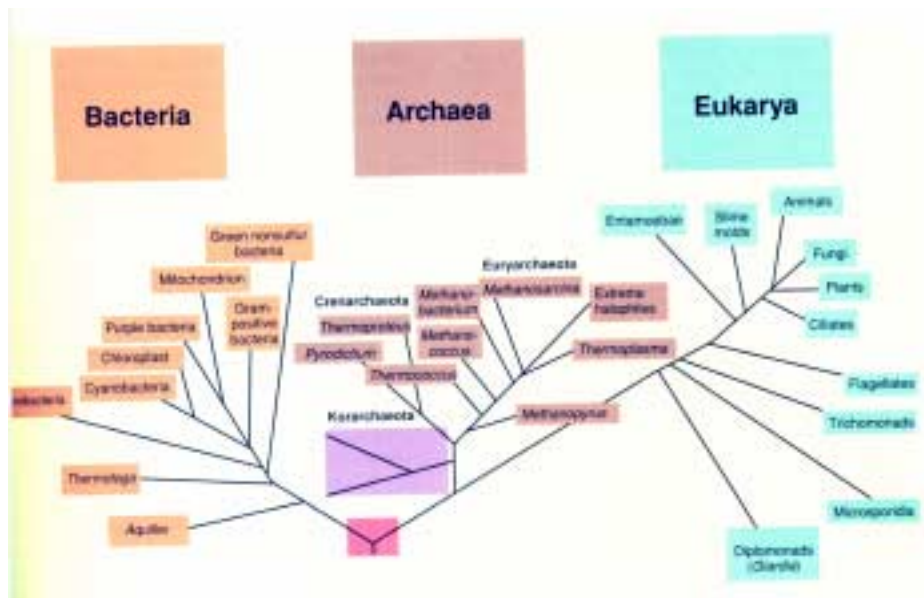 Bacteria
Archaea
Eukarya
Green nonsulfur
bacteria
Mitochondrion
Gram-
positive
bacteria
Purple bacteria
Chloroplast
Cyanobacteria
Thermotoga
Aquifex
Crenarchaeota
Thermoproteus
Pyrodictium
Korarchaeota
Euryarchaeota
Methano-
bacterium
Methanosarcina
Methano-
coccus
Thermococcus
Extreme
halophiles
Thermoplasma
Methanopyrus
Entamoebae
Slime
molds
Animals
Fungi
Plants
Ciliates
Flagellates
Trichomonads
Microsporidia
Diplomonads
(Giardia)